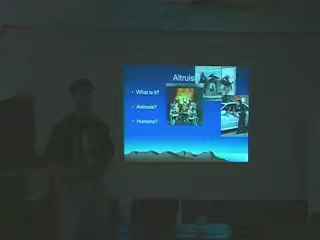 Altruis
• What is it?
• Animals?
• Humans?